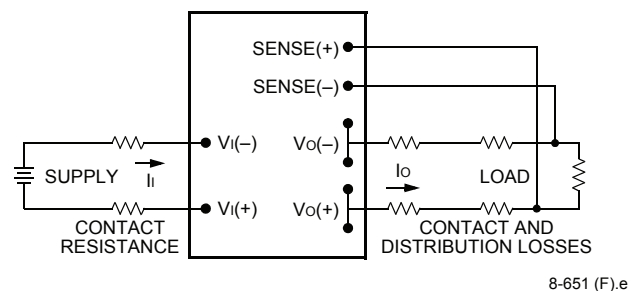 SENSE(+)
SENSE(–)
VI(–)
VO(–)
SUPPLY
II
IO
LOAD
VI(+)
VO(+)
CONTACT
RESISTANCE
CONTACT AND
DISTRIBUTION LOSSES
8-651 (F).e